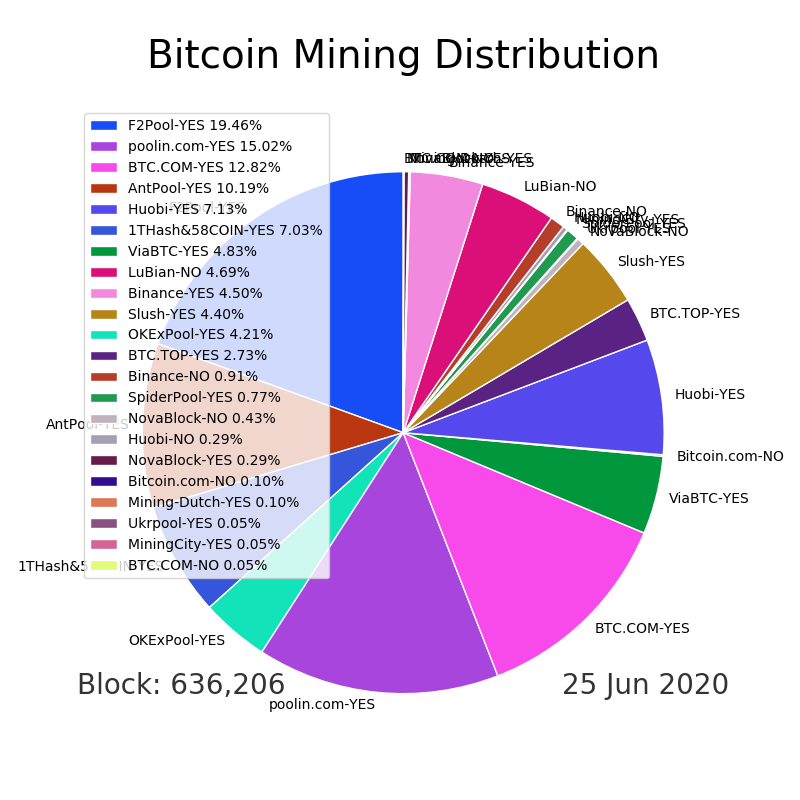 Bitcoin Mining Distribution
F2Pool-YES 19.46%
poolin.com-YES 15.02%
BTC.COM-YES 12.82%
AntPool-YES 10.19%
Huobi-YES 7.13%
1THash&58COIN-YES 7.03%
ViaBTC-YES 4.83%
LuBian-NO 4.69%
Binance-YES 4.50%
Slush-YES 4.40%
OKExPool-YES 4.21%
BTC.TOP-YES 2.73%
Binance-NO 0.91%
SpiderPool-YES 0.77%
NovaBlock-NO 0.43%
Huobi-NO 0.29%
NovaBlock-YES 0.29%
Bitcoin.com-NO 0.10%
Mining-Dutch-YES 0.10%
Ukrpool-YES 0.05%
MiningCity-YES 0.05%
BTC.COM-NO 0.05%
Binance-YES
LuBian-NO
Binance-NO
NovaBlock-NO
Slush-YES
BTC.TOP-YES
Huobi-YES
Bitcoin.com-NO
ViaBTC-YES
BTC.COM-YES
poolin.com-YES
OKExPool-YES
1THash&58COIN-YES
AntPool-YES
F2Pool-YES
Block: 636,206
25 Jun 2020